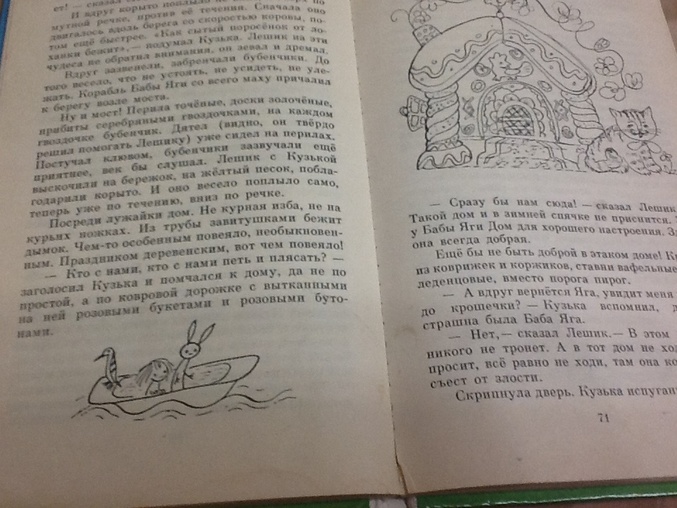 ет! — сказал
И вдруг корыто поплыло
мутной речке, против её течения. Сначала оно
двигалось вдоль берега со скоростью коровы, по-
том ещё быстрее. «Как сытый поросёнок от ло-
ханки бежит»,— подумал Кузька. Лешик на эти
чудеса не обратил внимания, он зевал и дремал.
Вдруг зазвенели, забренчали бубенчики. До
того весело, что не устоять, не усидеть, не уле-
жать. Корабль Бабы Яги со всего маху причалил
к берегу возле моста.
Ну и мост! Перила точёные, доски золочёные,
прибиты серебряными гвоздочками, на каждом
гвоздочке бубенчик. Дятел (видно, он твёрдо
решил помогать Лешику) уже сидел на перилах.
Постучал клювом, бубенчики зазвучали ещё
приятнее, век бы слушал. Лешик с Кузькой
выскочили на бережок, на жёлтый песок, побла-
годарили корыто. И оно весело поплыло само,
теперь уже по течению, вниз по речке.
Посреди лужайки дом. Не курная изба, не на
курьих ножках. Из трубы завитушками бежит
дымок. Чем-то особенным повеяло, необыкновен-
ным. Праздником деревенским, вот чем повеяло!
— Кто с нами, кто с нами петь и плясать? —
заголосил Кузька и помчался к дому, да не по
простой, а по ковровой дорожке с вытканными
на ней розовыми букетами и розовыми буто-
нами.
— Сразу бы нам сюда! — сказал Лешик
Такой дом и в зимней спячке не приснится.
у Бабы Яги Дом для хорошего настроения.
она всегда добрая.
Ещё бы не быть доброй в этаком доме!
из коврижек и коржиков, ставни вафельные,
леденцовые, вместо порога пирог.
— А вдруг вернётся Яга, увидит меня
до крошечки? — Кузька вспомнил,
страшна была Баба Яга.
— Нет,— сказал Лешик.— В этом
никого не тронет. А в тот дом не
просит, всё равно не ходи, там она
съест от злости.
Скрипнула дверь. Кузька
71